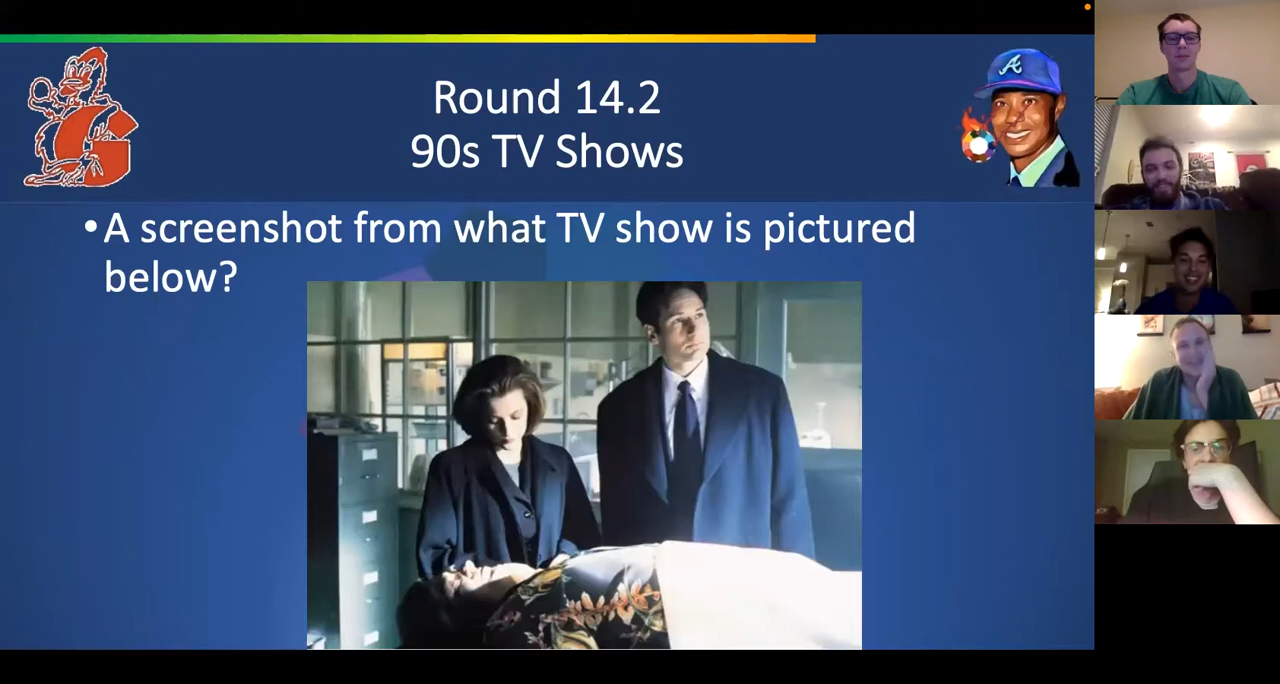 Round 14.2
90s TV Shows
•A screenshot from what TV show is pictured
below?
A